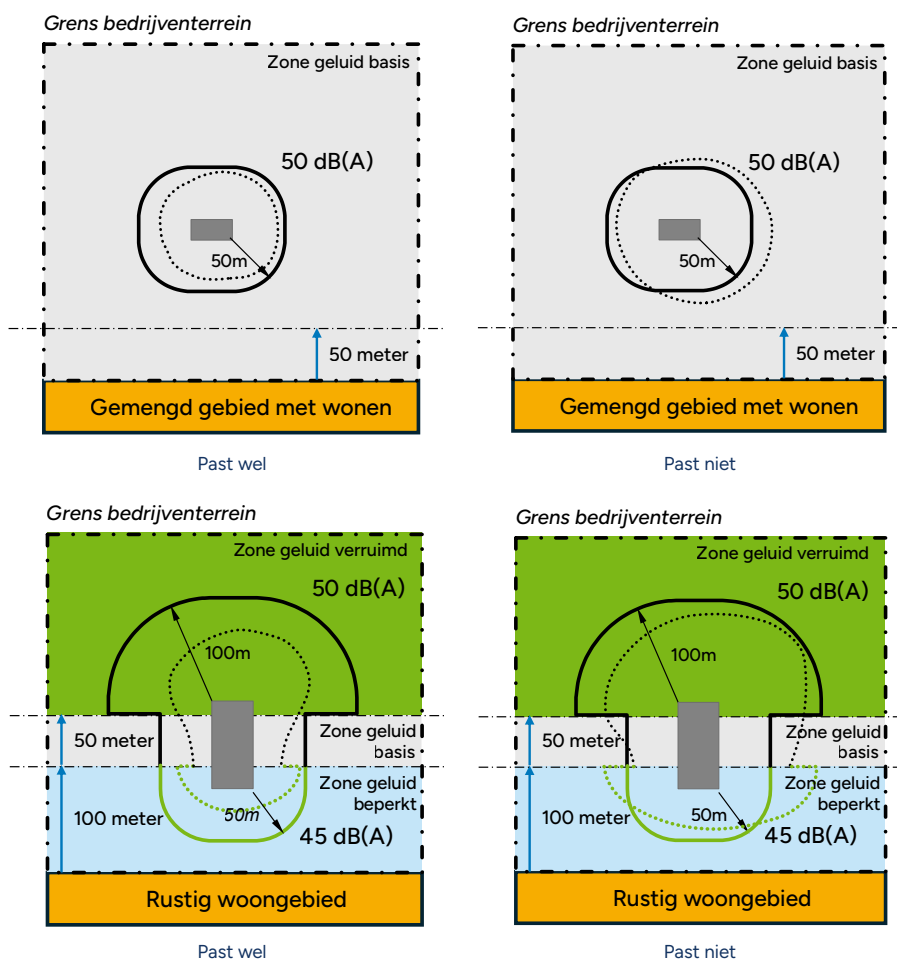 Grens bedrijventerrein
Zone geluid basis
50 dB(A)
50m
50 meter
Gemengd gebied met wonen
Past wel
Grens bedrijventerrein
Zone geluid basis
50 dB(A)
50m
50 meter
Gemengd gebied met wonen
Past niet
Grens bedrijventerrein
Zone geluid verruimd
50 dB(A)
100m
50 meter
Zone geluid
basis
Zone geluid
beperkt
50m
100 meter
45 dB(A)
Rustig woongebied
Past wel
Grens bedrijventerrein
Zone geluid verruimd
50 dB(A)
100m
50 meter
Zone geluid
basis
Zone geluid
beperkt
50m
100 meter
45 dB(A)
Rustig woongebied
Past niet